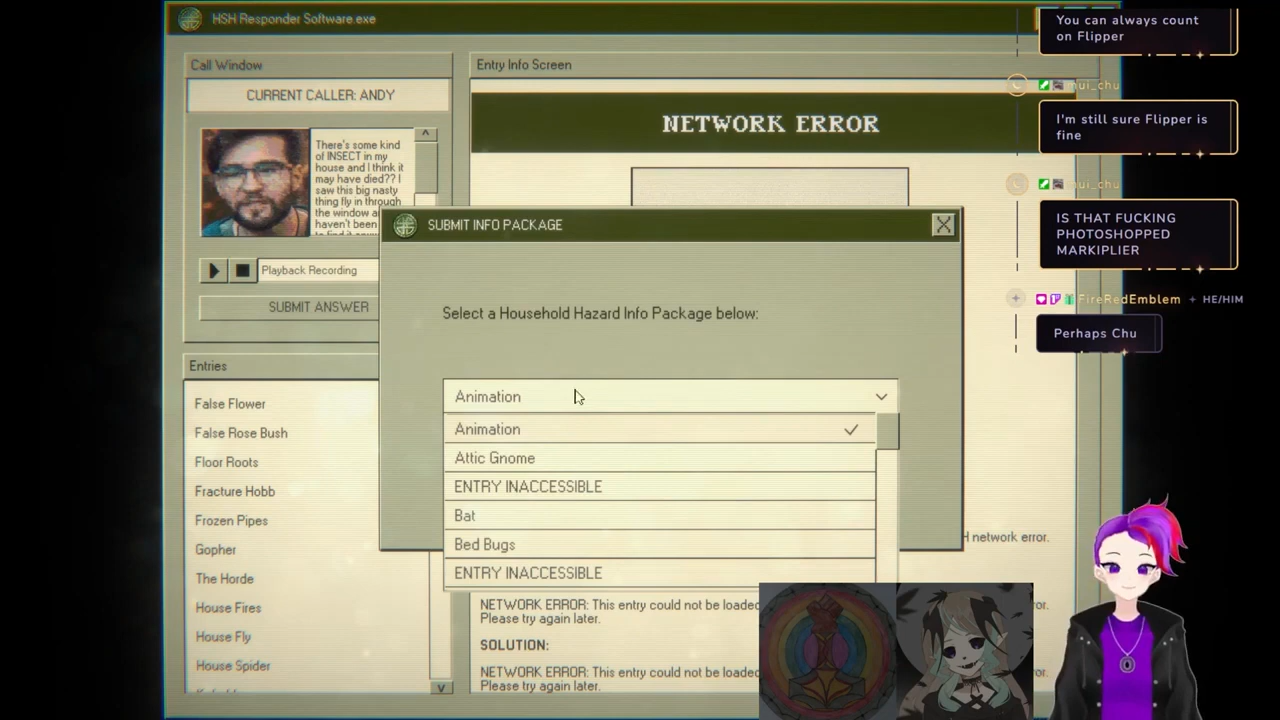 HSH Responder Software.exe
Call Window
CURRENT CALLER: ANDY
There's some kind
of INSECT in my
house and I think it
may have died?? I
saw this big nasty
thing fly in through
the window
haven't been
Playback Recording
SUBMIT ANSWER
Entries
False Flower
False Rose Bush
Floor Roots
Fracture Hobb
Frozen Pipes
Gopher
The Horde
House Fires
House Fly
House Spider
Entry Info Screen
NETWORK ERROR
SUBMIT INFO PACKAGE
Select a Household Hazard Info Package below:
Animation
Animation
Attic Gnome
ENTRY INACCESSIBLE
Bat
Bed Bugs
ENTRY INACCESSIBLE
H network error.
NETWORK ERROR: This entry could not be loaded
Please try again later.
SOLUTION:
NETWORK ERROR: This entry could not be loaded
Please try again later.
You can always count
on Flipper
I'm still sure Flipper is
fine
IS THAT FUCKING
PHOTOSHOPPED
MARKIPLIER
FireRedEmblem + HE/HIM
Perhaps Chu